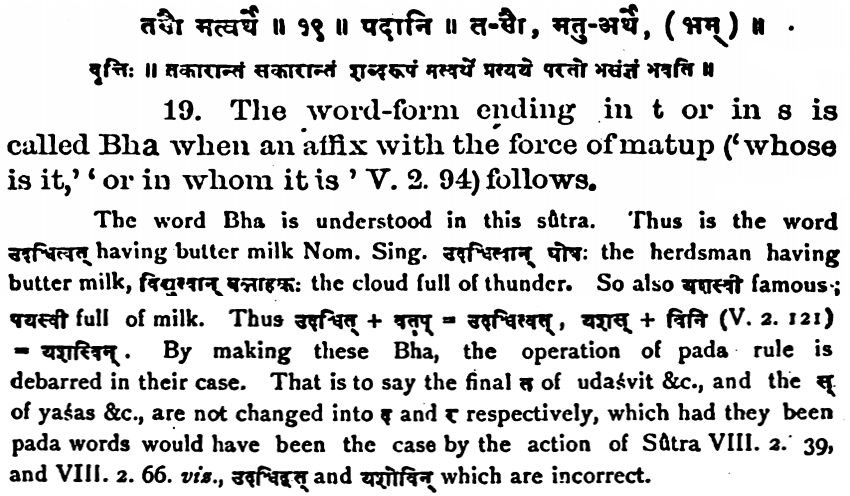 तसौ मत्वर्थे ॥ १९ ॥ पदानि ॥ त-सौ, मतु-अर्थे, (भम्) ॥
वृत्तिः ॥ तकारान्तं सकारान्तं शब्दरूपं मत्वर्थे प्रत्यये परतो भसंज्ञं भवति ॥
19. The word-form ending in t or in s is
called Bha when an affix with the force of matup ('whose
is it,' 'or in whom it is' V. 2. 94) follows.
The word Bha is understood in this sûtra. Thus is the word
उदश्वित्वत् having butter milk Nom. Sing. उदश्वित्वान् घोषः the herdsman having
butter milk, विद्युत्वान् बलाहकः the cloud full of thunder. So also यशस्वी famous;
पयस्वी full of milk. Thus उदश्वित् + वतुप् = उदश्वित्वत्, यशस् + विनि (V. 2. 121)
= यशस्विन्. By making these Bha, the operation of pada rule is
debarred in their case. That is to say the final त of udaśvit &c., and the स्
of yaśas &c., are not changed into द and र respectively, which had they been
pada words would have been the case by the action of Sûtra VIII. 2. 39,
and VIII. 2. 66. vis., उदश्विद्वत् and यशोविन् which are incorrect.